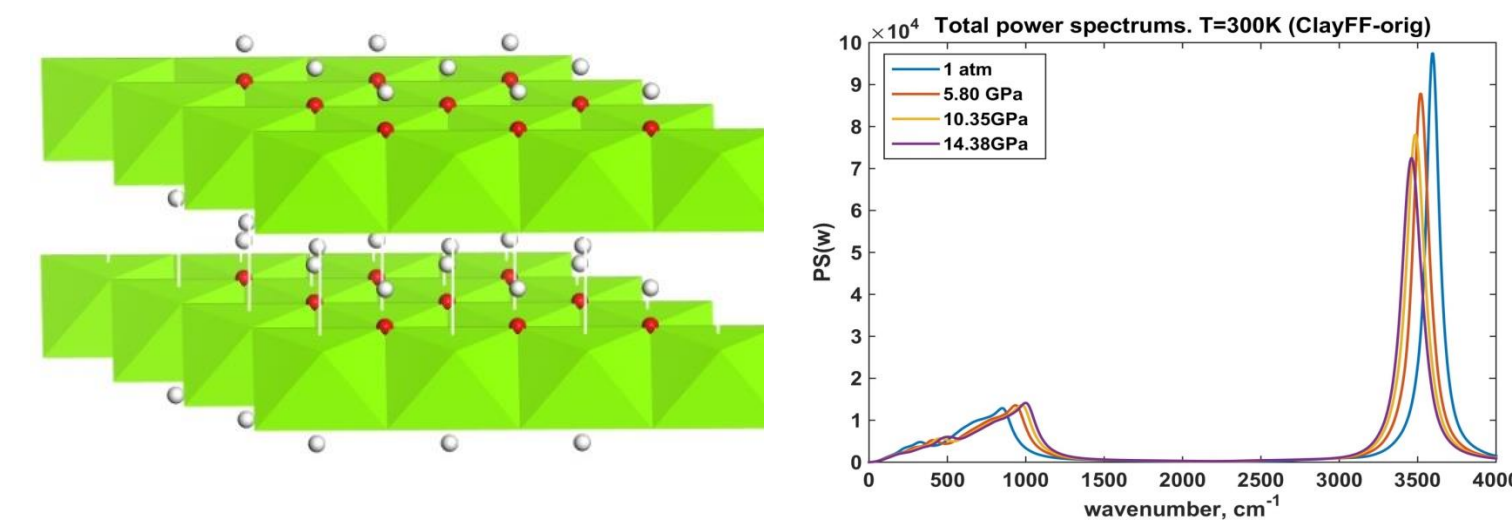 Total power spectrums. T=300K (ClayFF-orig)
×10⁴
10
9
8
7
6
5
4
3
2
1
0
PS(w)
1 atm
5.80 GPa
10.35GPa
14.38GPa
0 500 1000 1500 2000 2500 3000 3500 400
wavenumber, cm⁻¹